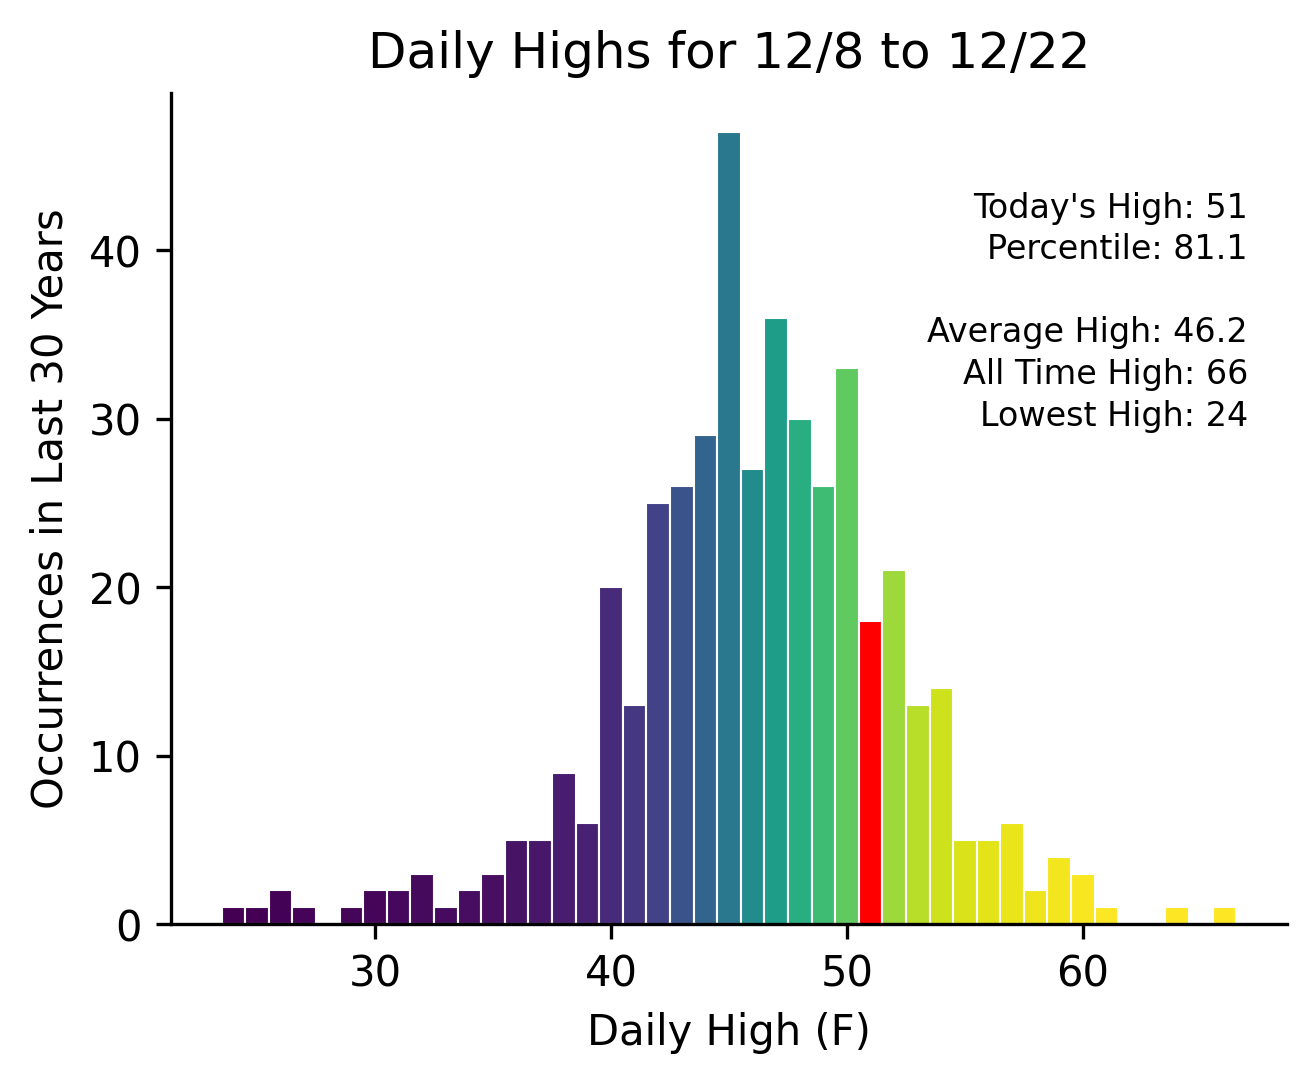 Daily Highs for 12/8 to 12/22
Today's High: 51
Percentile: 81.1
Average High: 46.2
All Time High: 66
Lowest High: 24
Occurrences in Last 30 Years
40
30
20
10
0
30
40
50
60
Daily High (F)